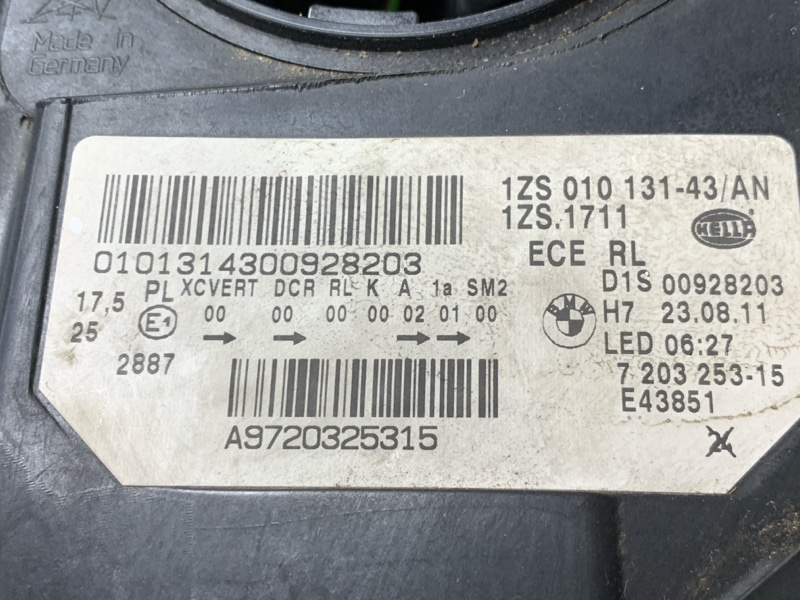 Made in
Germany
1ZS 010 131-43/AN
1ZS.1711
HELLA
0101314300928203
ECE RL
17,5 PL XCVERT DCR RL K A 1a SM2
25 E1 00 00 00 00 02 01 00
→ → → →
2887
BMW
D1S 00928203
H7 23.08.11
LED 06:27
7 203 253-15
E43851
A9720325315
24